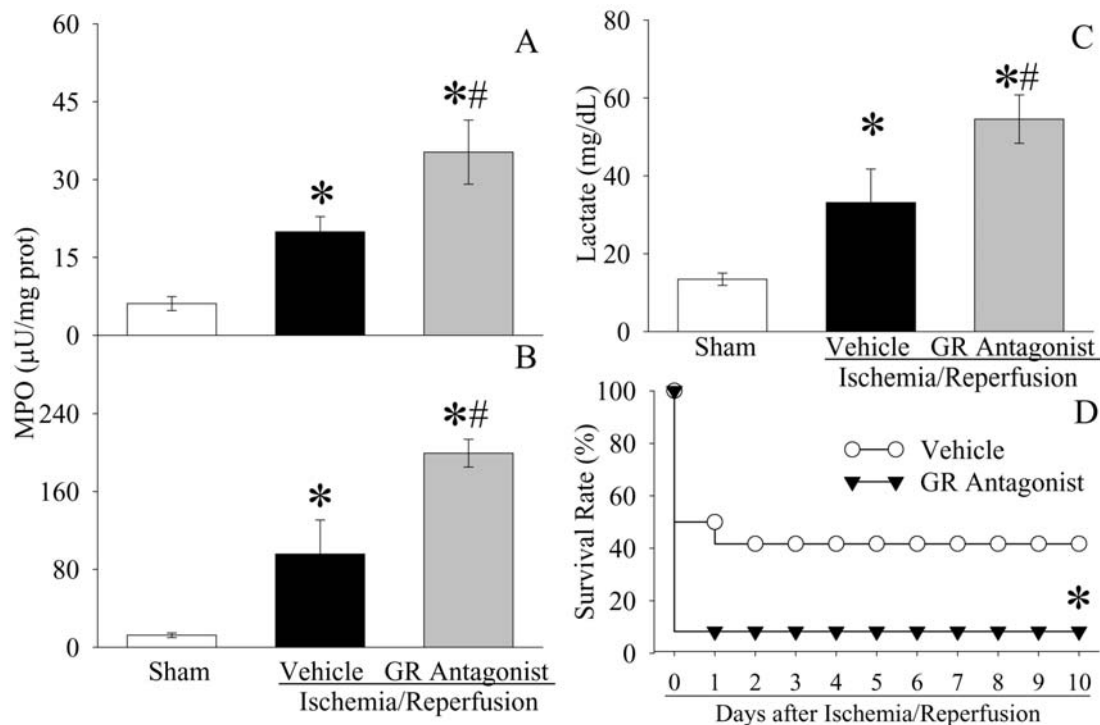 60
45
30
15
0
A
*
*#
MPO (µU/mg prot)
240
160
80
0
B
*
*#
Sham Vehicle GR Antagonist
Ischemia/Reperfusion
80
60
40
20
0
C
Lactate (mg/dL)
*
*#
Sham Vehicle GR Antagonist
Ischemia/Reperfusion
100
80
60
40
20
0
D
Survival Rate (%)
Vehicle
GR Antagonist
*
0 1 2 3 4 5 6 7 8 9 10
Days after Ischemia/Reperfusion